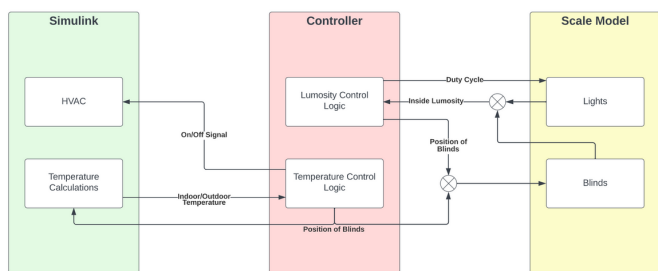 Simulink
Controller
Scale Model
HVAC
Lumosity Control
Logic
Duty Cycle
Inside Lumosity
Lights
On/Off Signal
Position of
Blinds
Temperature
Calculations
Indoor/Outdoor
Temperature
Temperature Control
Logic
Blinds
Position of Blinds